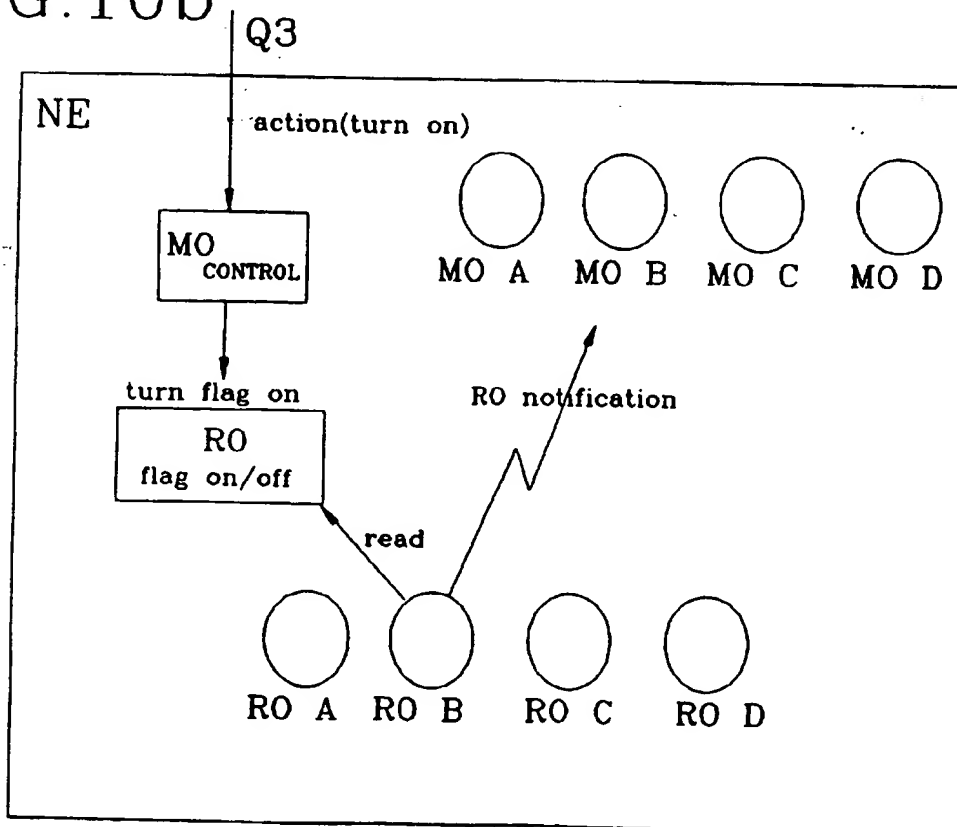 G.10b
Q3
NE
action(turn on)
MO CONTROL
MO A MO B MO C MO D
turn flag on
RO
flag on/off
RO notification
read
RO A RO B RO C RO D